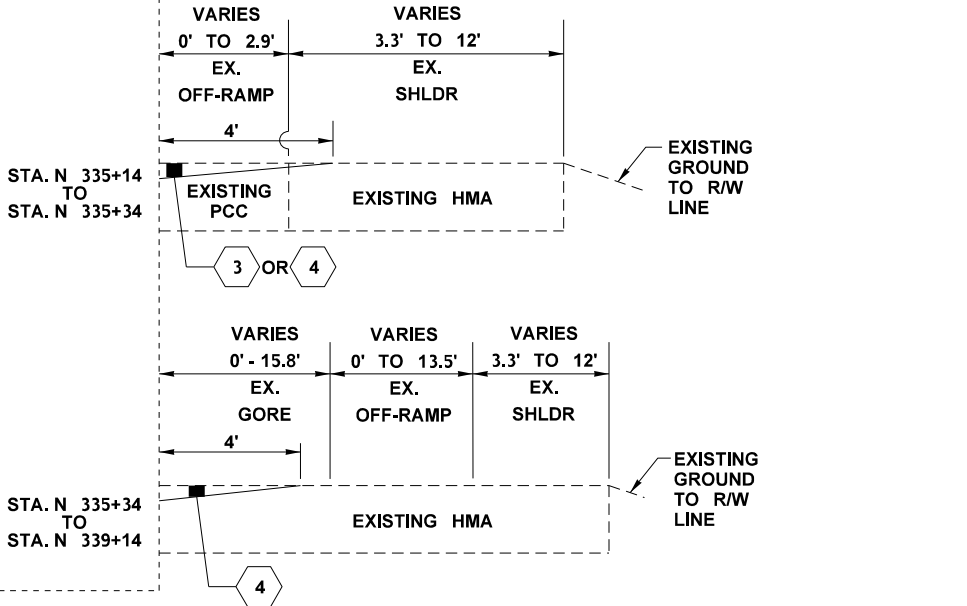 VARIES
0' TO 2.9'
EX.
OFF-RAMP
VARIES
3.3' TO 12'
EX.
SHLDR
4'
STA. N 335+14
TO
STA. N 335+34
EXISTING
PCC
EXISTING HMA
EXISTING
GROUND
TO R/W
LINE
3 OR 4
VARIES
0' - 15.8'
EX.
GORE
VARIES
0' TO 13.5'
EX.
OFF-RAMP
VARIES
3.3' TO 12'
EX.
SHLDR
4'
STA. N 335+34
TO
STA. N 339+14
EXISTING HMA
EXISTING
GROUND
TO R/W
LINE
4